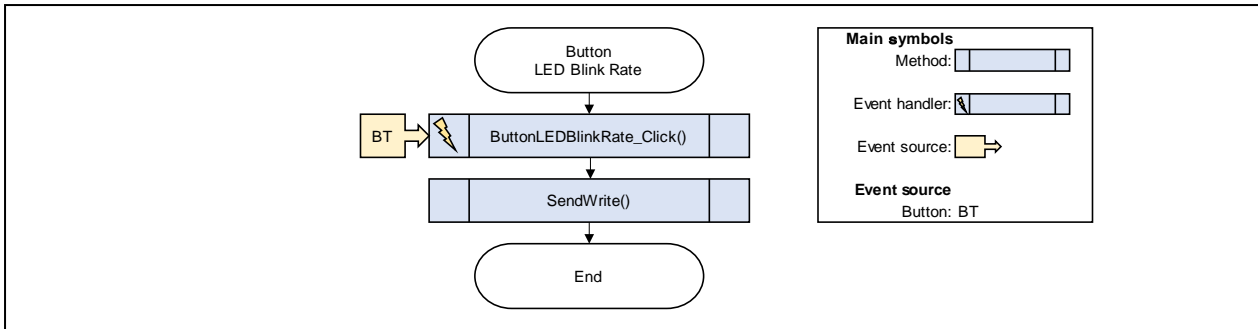 Button
LED Blink Rate
BT
ButtonLEDBlinkRate_Click()
SendWrite()
End
Main symbols
Method:
Event handler:
Event source:
Event source
Button: BT